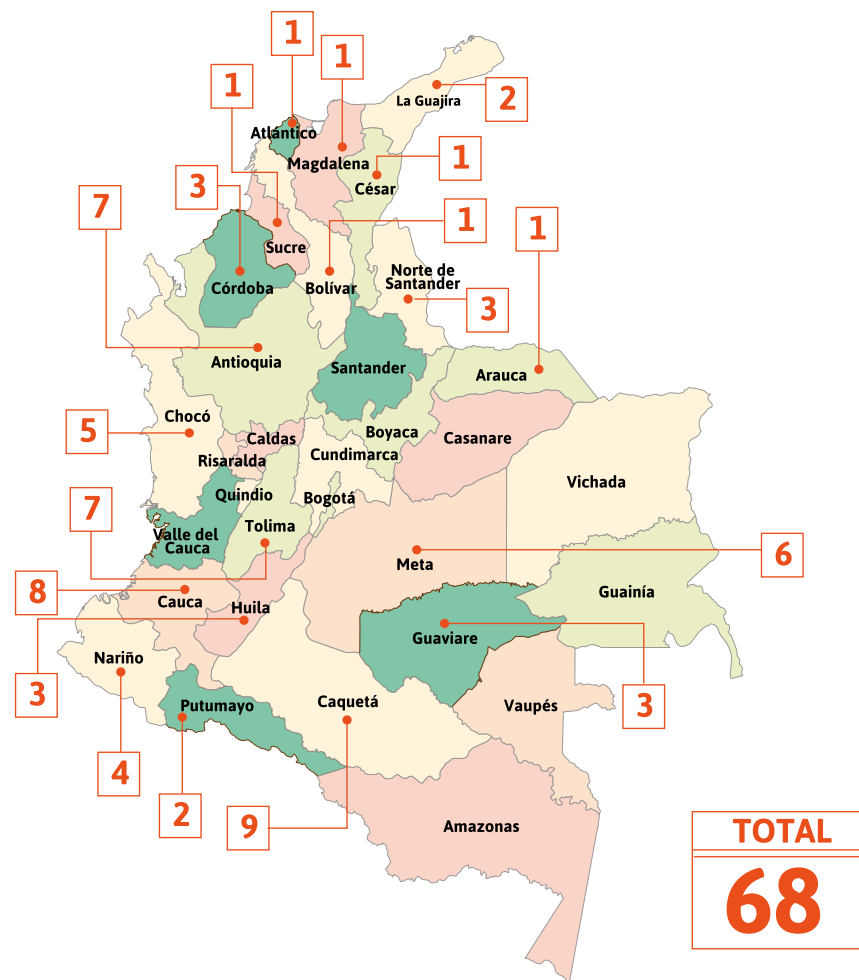 1
1
1
La Guajira
2
Atlántico
Magdalena
1
César
3
7
1
1
Sucre
Córdoba
Bolívar
Norte de
Santander
3
Antioquia
Santander
Arauca
Chocó
5
Caldas
Boyaca
Casanare
Risaralda
Cundimarca
Quindio
Bogotá
Vichada
7
Tolima
Valle del
Cauca
Meta
6
8
Cauca
Huila
Guainía
Guaviare
Nariño
3
Putumayo
Caquetá
Vaupés
3
4
2
9
Amazonas
TOTAL
68